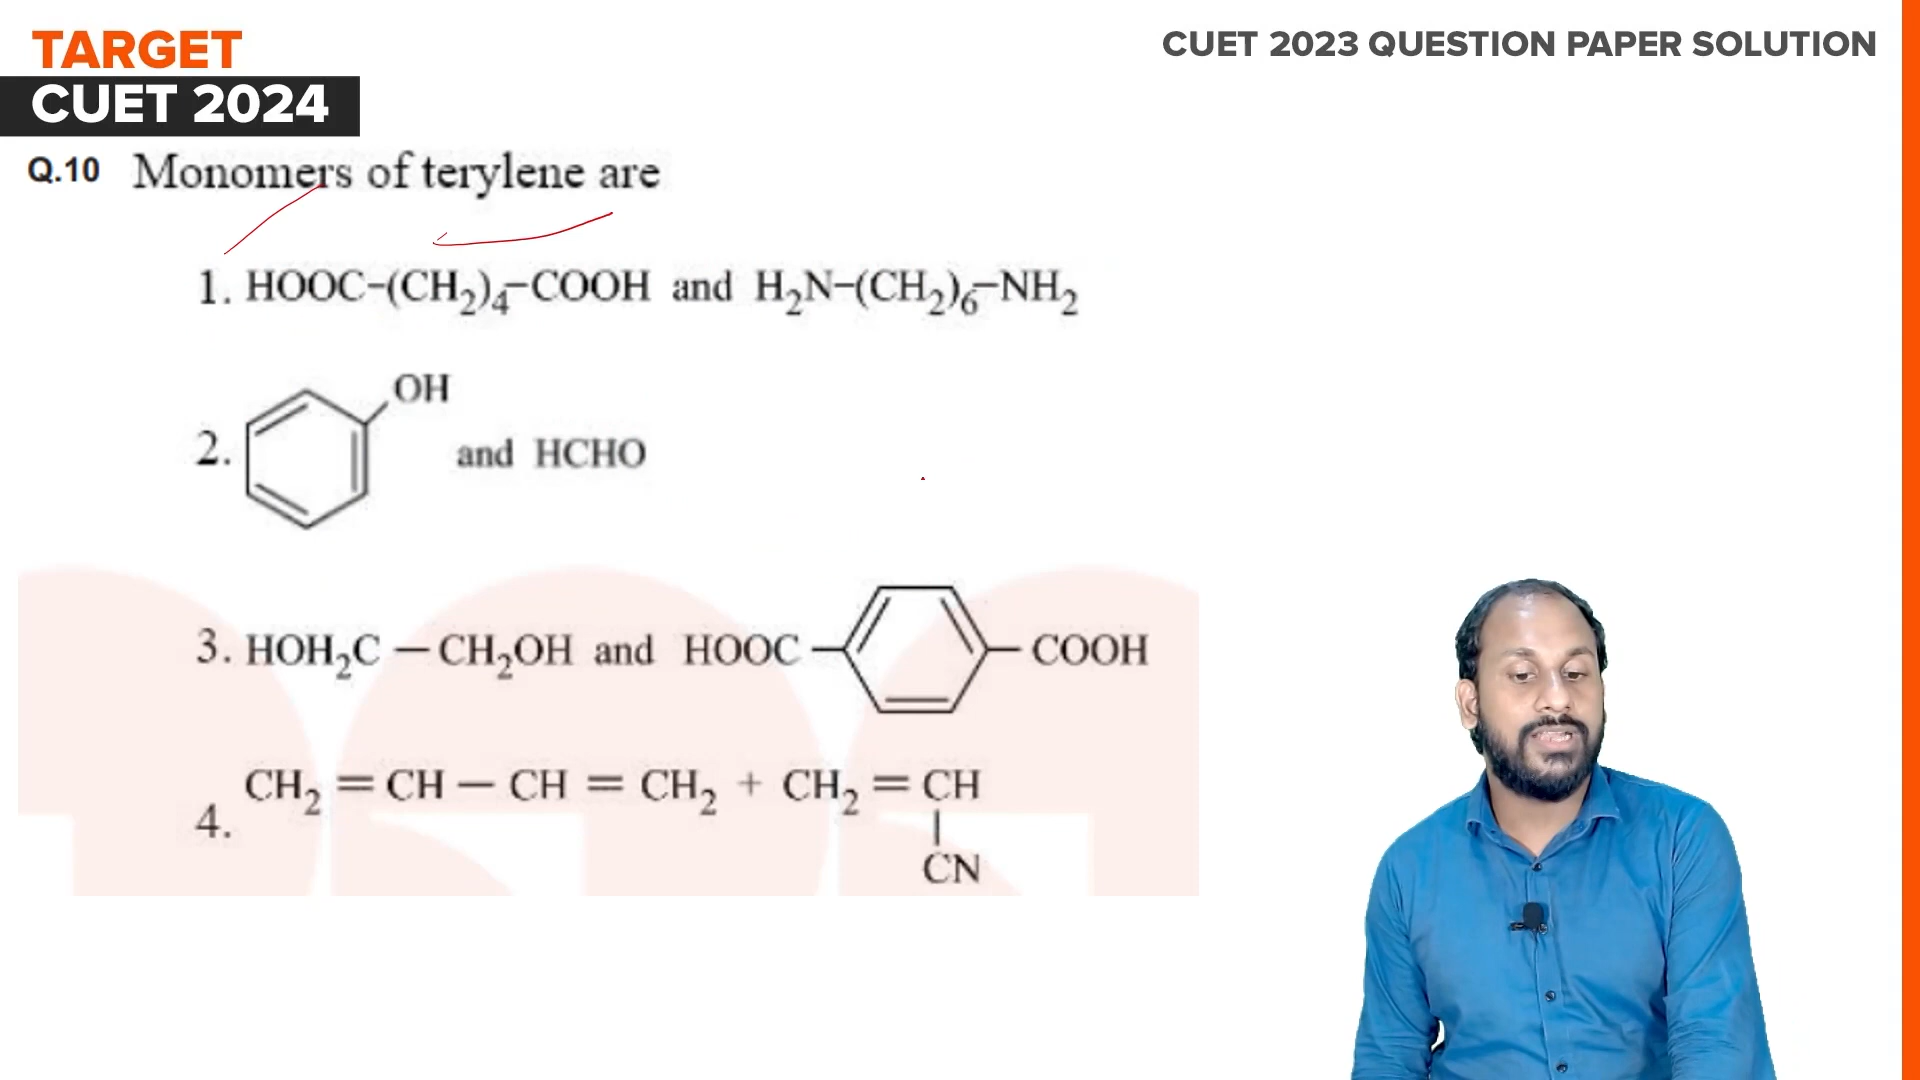 TARGET
CUET 2024
CUET 2023 QUESTION PAPER SOLUTION
Q.10 Monomers of terylene are
1. HOOC-(CH₂)₄-COOH and H₂N-(CH₂)₆-NH₂
OH
2. and HCHO
3. HOH₂C — CH₂OH and HOOC — COOH
CH₂ = CH — CH = CH₂ + CH₂ = CH
4.
CN